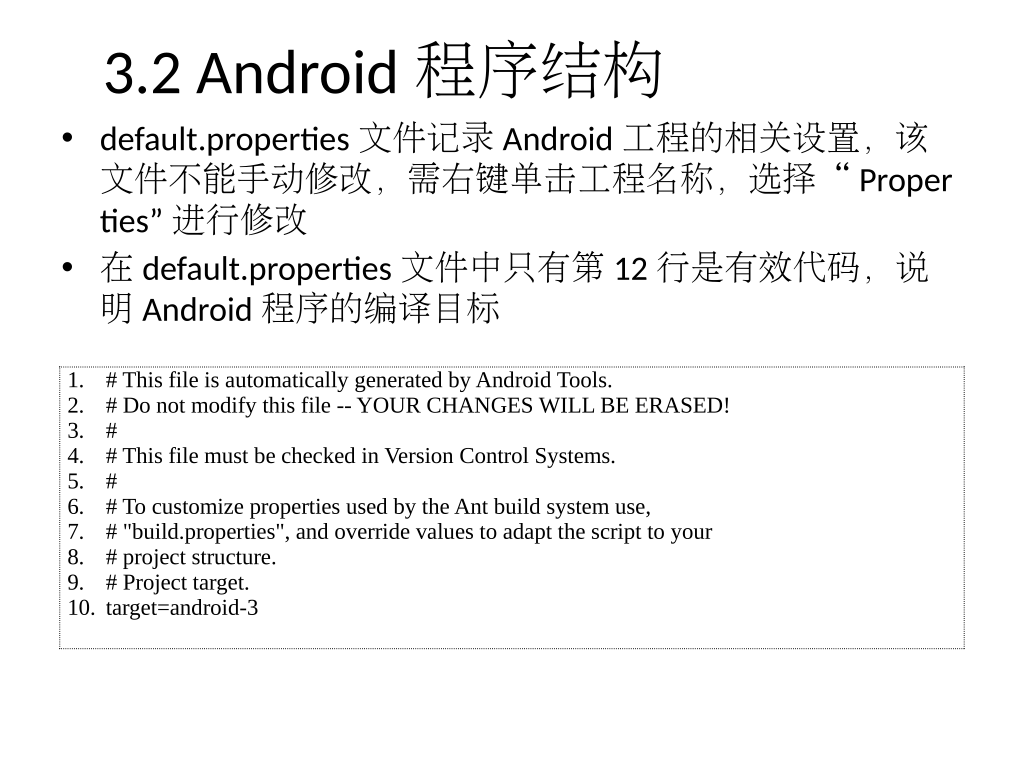 3.2 Android 程序结构
• default.properties 文件记录 Android 工程的相关设置，该
文件不能手动修改，需右键单击工程名称，选择“ Proper
ties” 进行修改
• 在 default.properties 文件中只有第 12 行是有效代码，说
明 Android 程序的编译目标
1. # This file is automatically generated by Android Tools.
2. # Do not modify this file -- YOUR CHANGES WILL BE ERASED!
3. #
4. # This file must be checked in Version Control Systems.
5. #
6. # To customize properties used by the Ant build system use,
7. # "build.properties", and override values to adapt the script to your
8. # project structure.
9. # Project target.
10. target=android-3